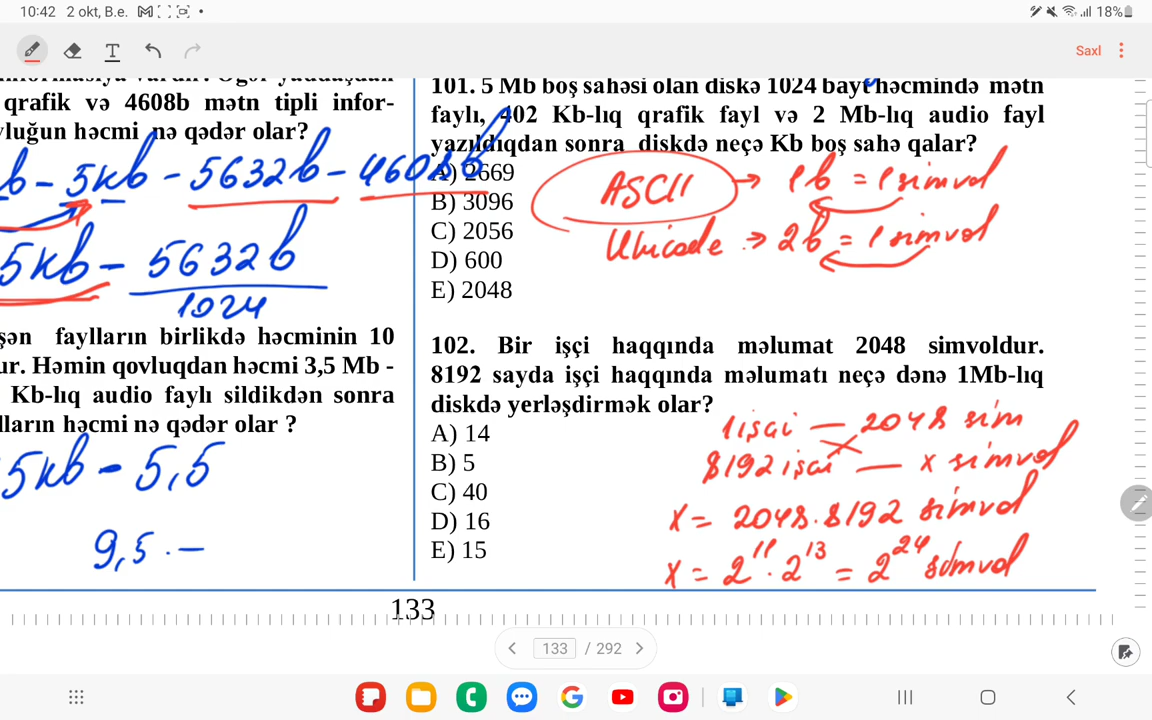 10:42 2 okt, B.e. 18%
T Saxl
qrafik və 4608b mətn tipli infor-
vluğun həcmi nə qədər olar?
b - 5kb - 5632b - 4608b
5kb - 5632b
1024
şən faylların birlikdə həcminin 10
ur. Həmin qovluqdan həcmi 3,5 Mb -
Kb-lıq audio faylı sildikdən sonra
lların həcmi nə qədər olar ?
5kb - 5,5
9,5 . -
101. 5 Mb boş sahəsi olan diskə 1024 bayt həcmində mətn
faylı, 402 Kb-lıq qrafik fayl və 2 Mb-lıq audio fayl
yazıldıqdan sonra diskdə neçə Kb boş sahə qalar?
A) 2669
B) 3096
C) 2056
D) 600
E) 2048
ASCII → 1b = 1 simvol
Unicode → 2b = 1 simvol
102. Bir işçi haqqında məlumat 2048 simvoldur.
8192 sayda işçi haqqında məlumatı neçə dənə 1Mb-lıq
diskdə yerləşdirmək olar?
A) 14
B) 5
C) 40
D) 16
E) 15
1 işçi — 2048 sim
8192 işçi — x simvol
x = 2048 · 8192 simvol
x = 2¹¹ · 2¹³ = 2²⁴ simvol
133
133 / 292